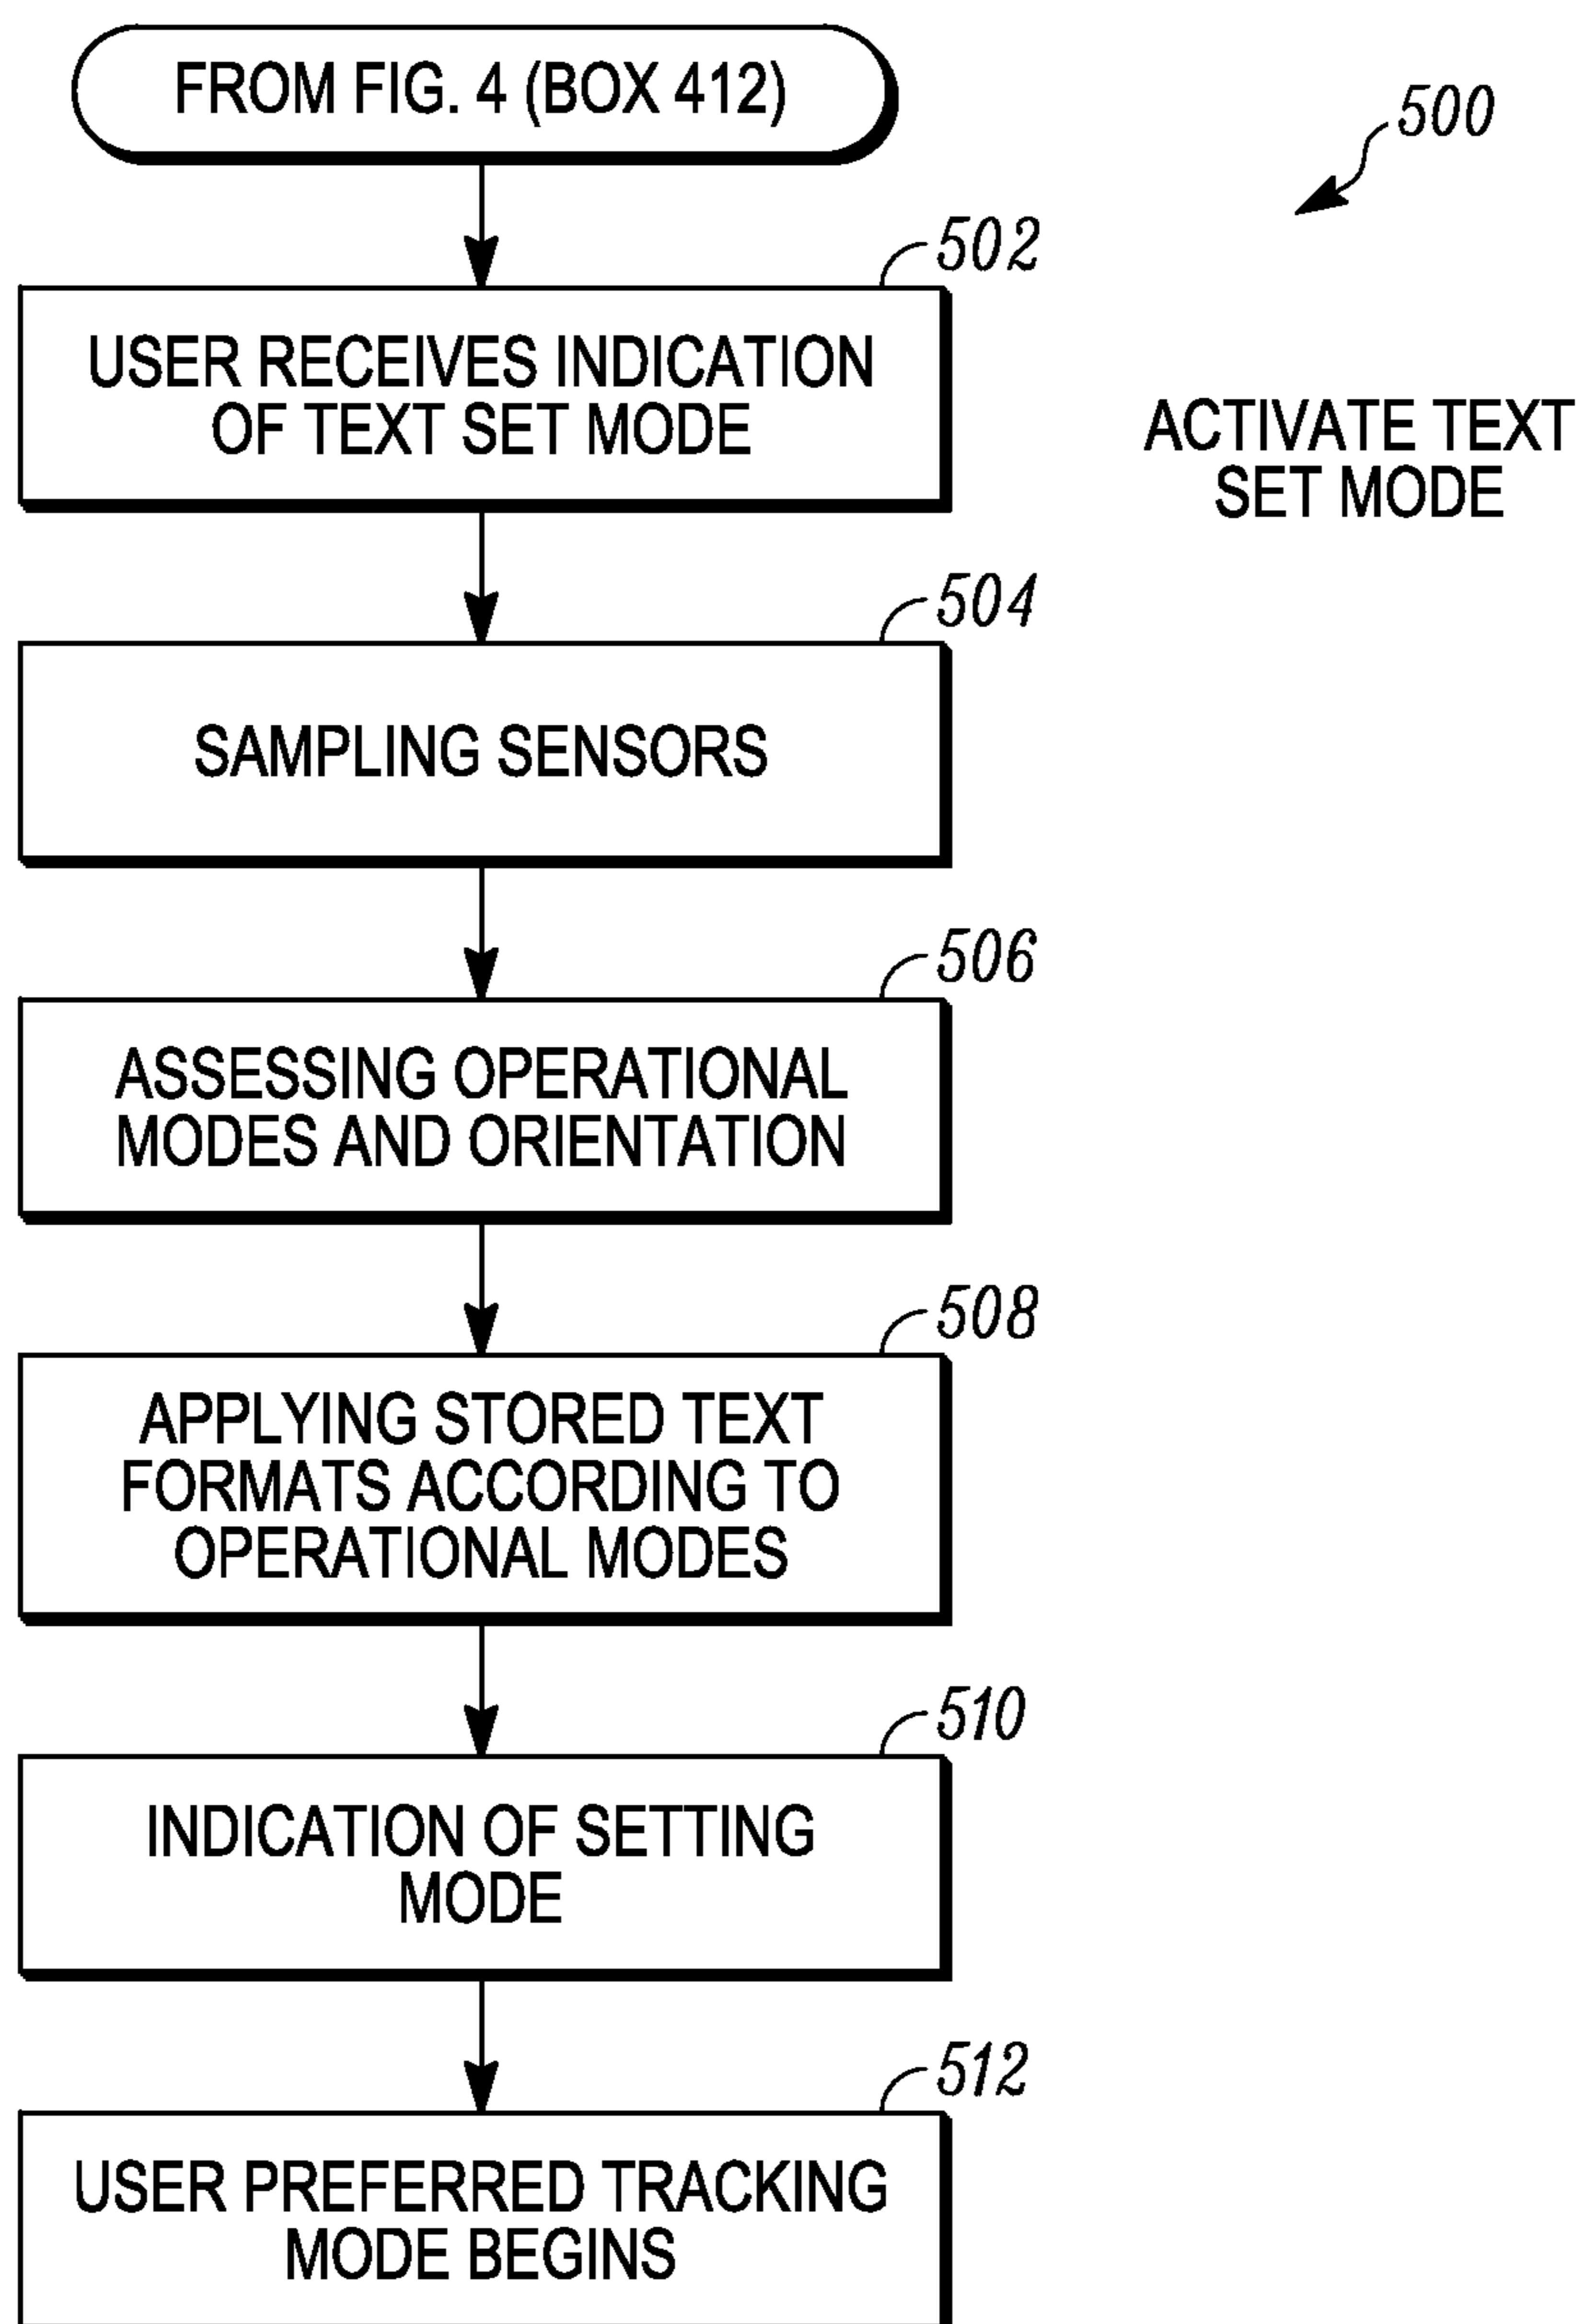 FROM FIG. 4 (BOX 412)
500
502
USER RECEIVES INDICATION
OF TEXT SET MODE
ACTIVATE TEXT
SET MODE
504
SAMPLING SENSORS
506
ASSESSING OPERATIONAL
MODES AND ORIENTATION
508
APPLYING STORED TEXT
FORMATS ACCORDING TO
OPERATIONAL MODES
510
INDICATION OF SETTING
MODE
512
USER PREFERRED TRACKING
MODE BEGINS